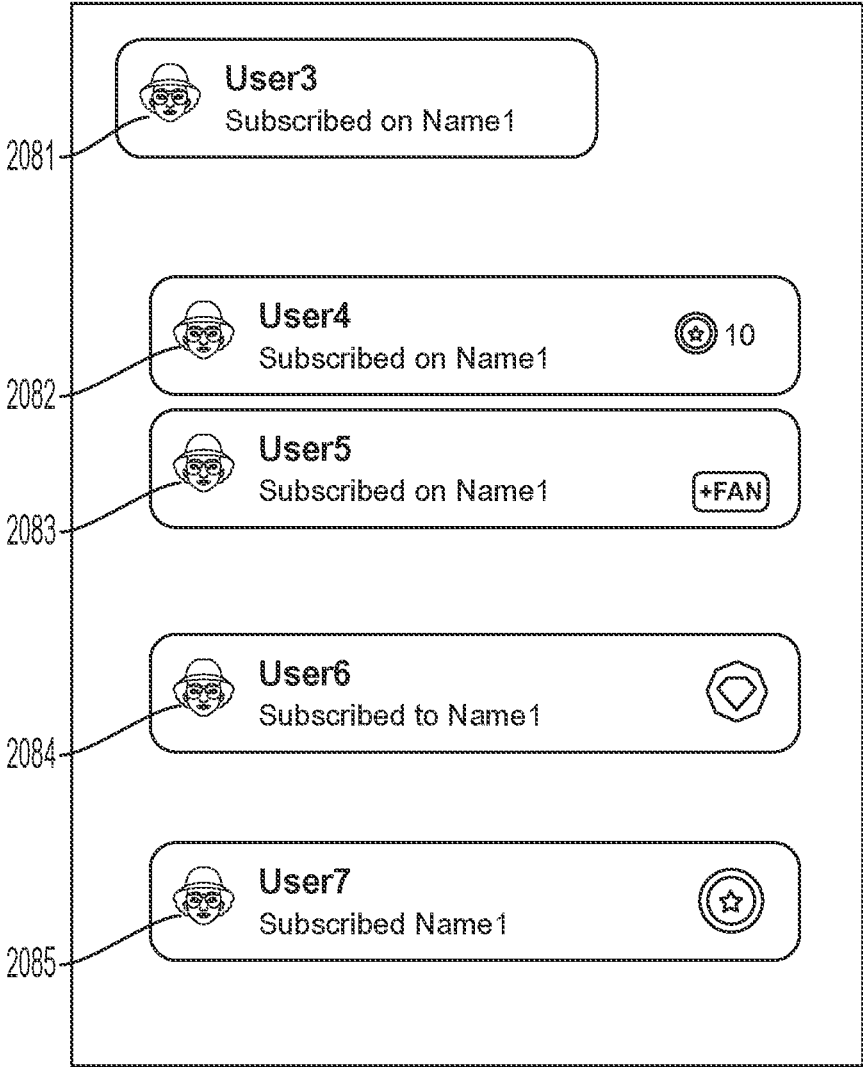 User3
Subscribed on Name1
2081
User4
Subscribed on Name1
10
2082
User5
Subscribed on Name1
+FAN
2083
User6
Subscribed to Name1
2084
User7
Subscribed Name1
2085